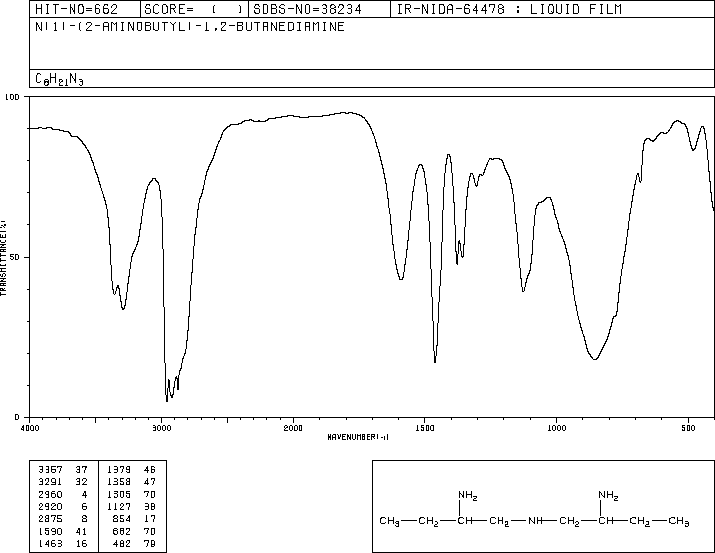 HIT-NO=662 SCORE= ( ) SDBS-NO=38234 IR-NIDA-64478 : LIQUID FILM
N(1)-(2-AMINOBUTYL)-1,2-BUTANEDIAMINE
C8H21N3
100
50
0
TRANSMITTANCE(%)
4000 3000 2000 1500 1000 500
WAVENUMBER(-1)
3367 37 1379 46
3291 32 1358 47
2960 4 1305 70
2920 6 1127 38
2875 8 854 17
1590 41 682 70
1463 16 482 79
NH2 NH2
CH3 CH2 CH CH2 NH CH2 CH CH2 CH3